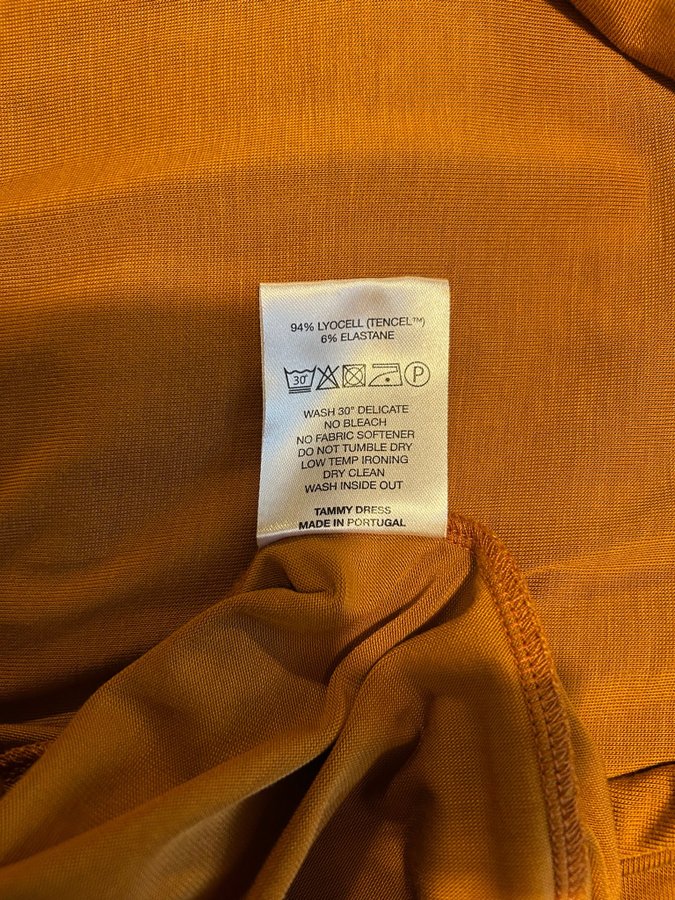 94% LYOCELL (TENCEL™)
6% ELASTANE
30° P
WASH 30° DELICATE
NO BLEACH
NO FABRIC SOFTENER
DO NOT TUMBLE DRY
LOW TEMP IRONING
DRY CLEAN
WASH INSIDE OUT
TAMMY DRESS
MADE IN PORTUGAL